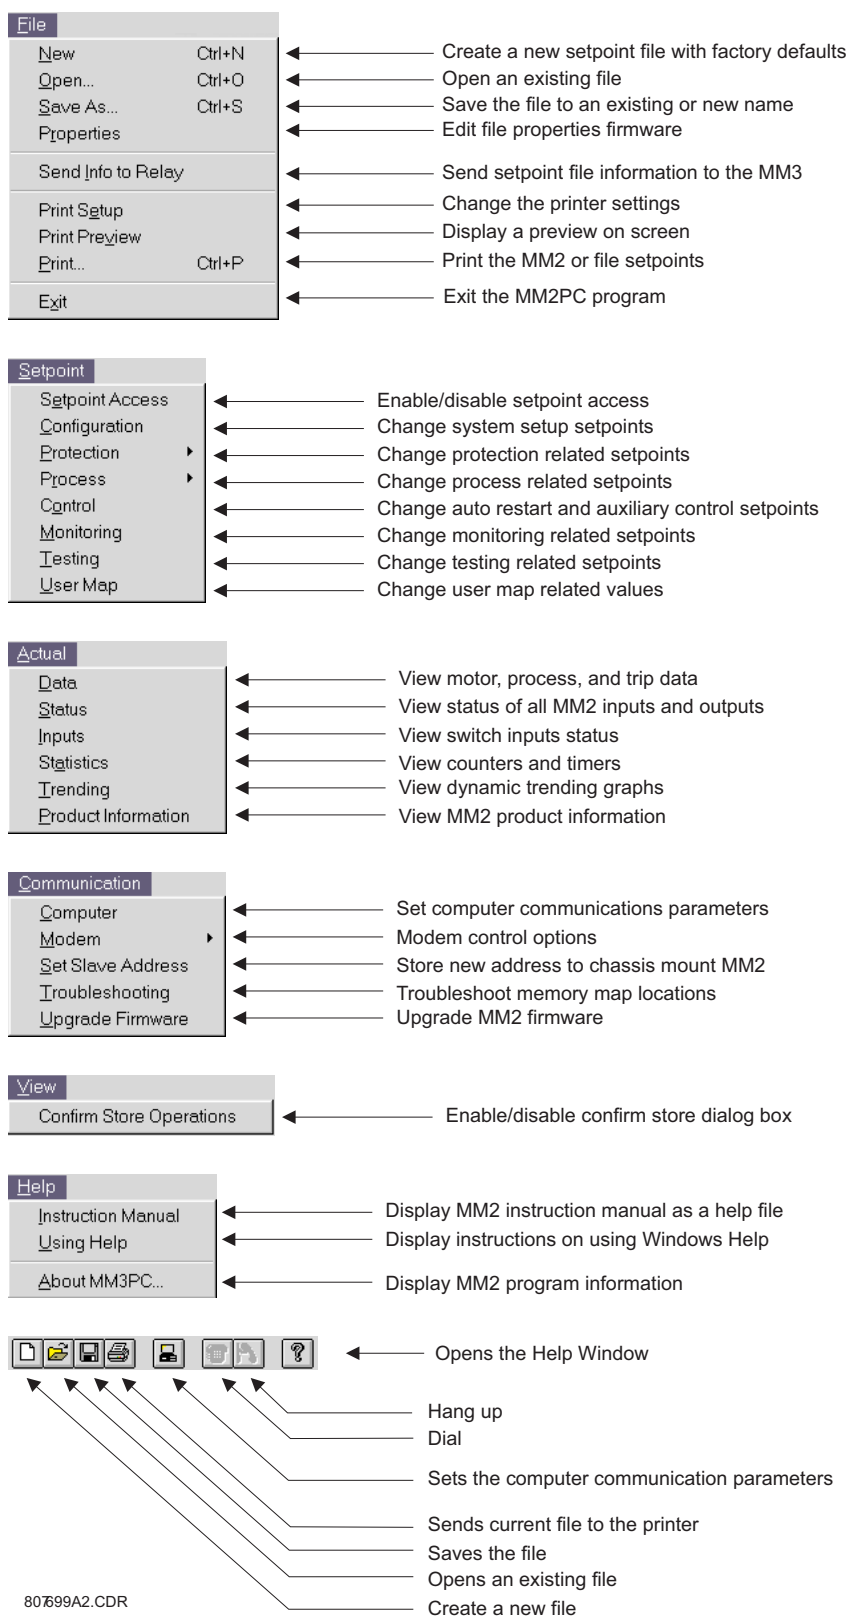 File
New Ctrl+N Create a new setpoint file with factory defaults
Open... Ctrl+O Open an existing file
Save As... Ctrl+S Save the file to an existing or new name
Properties Edit file properties firmware
Send Info to Relay Send setpoint file information to the MM3
Print Setup Change the printer settings
Print Preview Display a preview on screen
Print... Ctrl+P Print the MM2 or file setpoints
Exit Exit the MM2PC program
Setpoint
Setpoint Access Enable/disable setpoint access
Configuration Change system setup setpoints
Protection Change protection related setpoints
Process Change process related setpoints
Control Change auto restart and auxiliary control setpoints
Monitoring Change monitoring related setpoints
Testing Change testing related setpoints
User Map Change user map related values
Actual
Data View motor, process, and trip data
Status View status of all MM2 inputs and outputs
Inputs View switch inputs status
Statistics View counters and timers
Trending View dynamic trending graphs
Product Information View MM2 product information
Communication
Computer Set computer communications parameters
Modem Modem control options
Set Slave Address Store new address to chassis mount MM2
Troubleshooting Troubleshoot memory map locations
Upgrade Firmware Upgrade MM2 firmware
View
Confirm Store Operations Enable/disable confirm store dialog box
Help
Instruction Manual Display MM2 instruction manual as a help file
Using Help Display instructions on using Windows Help
About MM3PC... Display MM2 program information
? Opens the Help Window
Hang up
Dial
Sets the computer communication parameters
Sends current file to the printer
Saves the file
Opens an existing file
807699A2.CDR Create a new file